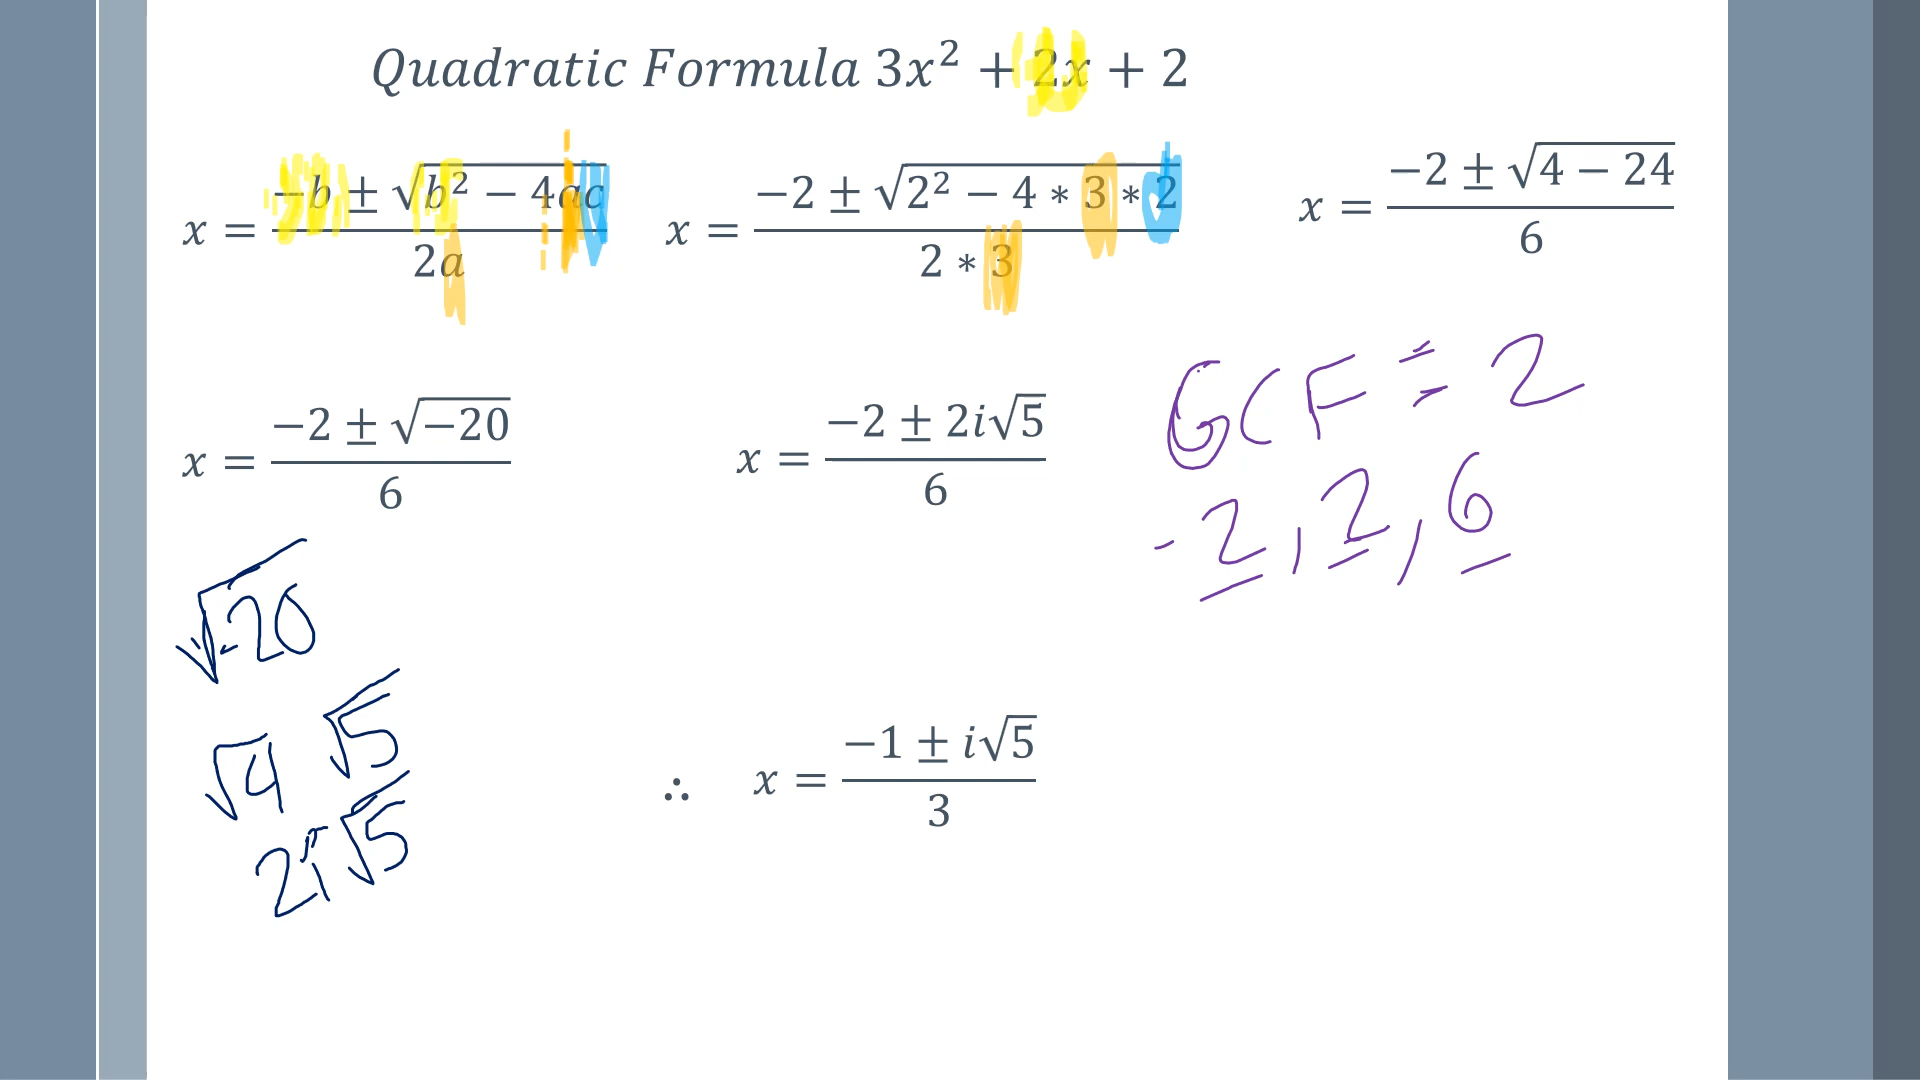 Quadratic Formula 3x² + 2x + 2
x = (−b ± √(b² − 4ac)) / 2a
x = (−2 ± √(2² − 4 ∗ 3 ∗ 2)) / (2 ∗ 3)
x = (−2 ± √(4 − 24)) / 6
x = (−2 ± √(−20)) / 6
x = (−2 ± 2i√5) / 6
GCF = 2
-2, 2, 6
√-20
√4 √5
2i√5
∴ x = (−1 ± i√5) / 3